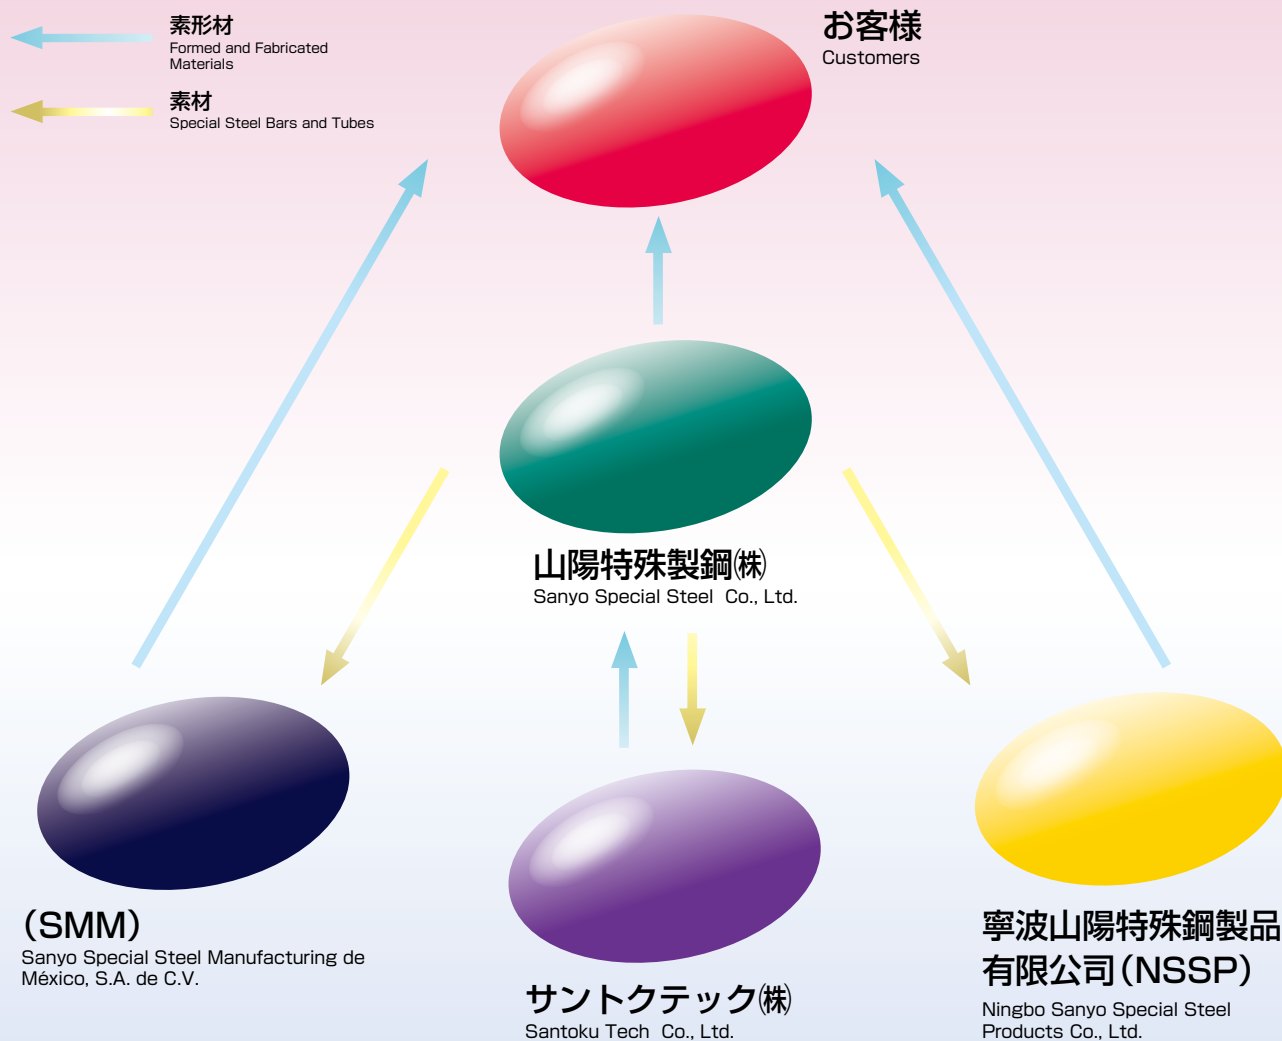 素形材
Formed and Fabricated
Materials
素材
Special Steel Bars and Tubes
お客様
Customers
山陽特殊製鋼㈱
Sanyo Special Steel Co., Ltd.
(SMM)
Sanyo Special Steel Manufacturing de
México, S.A. de C.V.
サントクテック㈱
Santoku Tech Co., Ltd.
寧波山陽特殊鋼製品
有限公司(NSSP)
Ningbo Sanyo Special Steel
Products Co., Ltd.